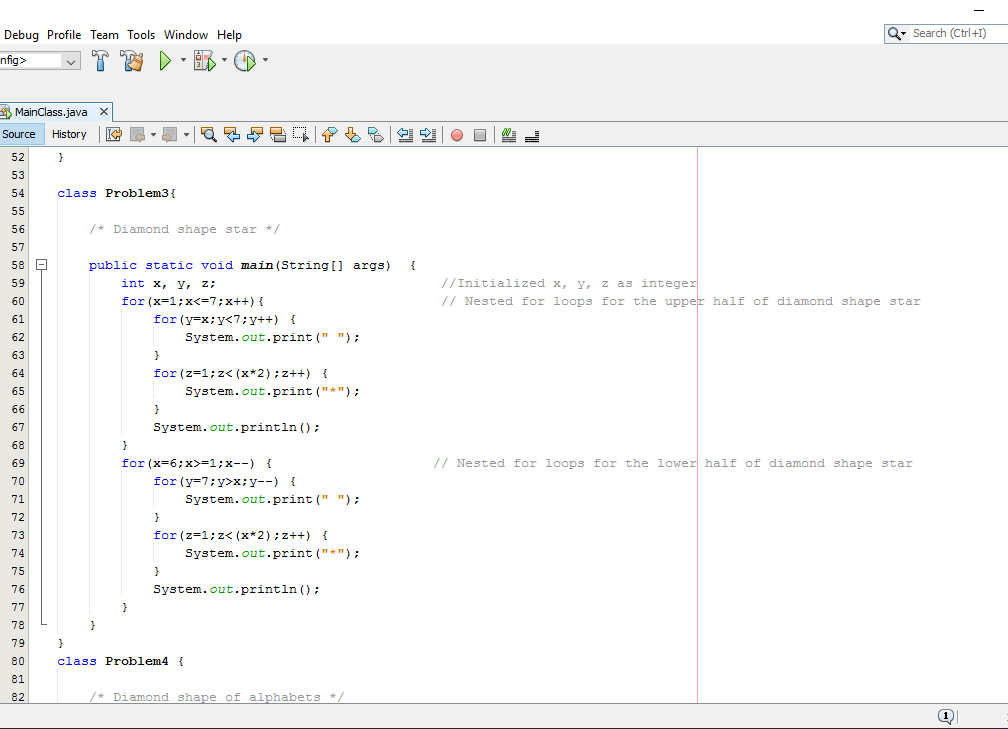 Debug Profile Team Tools Window Help
Search (Ctrl+I)
nfig>
MainClass.java
Source History
52 }
53
54 class Problem3{
55
56 /* Diamond shape star */
57
58 public static void main(String[] args) {
59 int x, y, z; //Initialized x, y, z as integer
60 for(x=1;x<=7;x++){ // Nested for loops for the upper half of diamond shape star
61 for(y=x;y<7;y++) {
62 System.out.print(" ");
63 }
64 for(z=1;z<(x*2);z++) {
65 System.out.print("*");
66 }
67 System.out.println();
68 }
69 for(x=6;x>=1;x--) { // Nested for loops for the lower half of diamond shape star
70 for(y=7;y>x;y--) {
71 System.out.print(" ");
72 }
73 for(z=1;z<(x*2);z++) {
74 System.out.print("*");
75 }
76 System.out.println();
77 }
78 }
79 }
80 class Problem4 {
81
82 /* Diamond shape of alphabets */
1